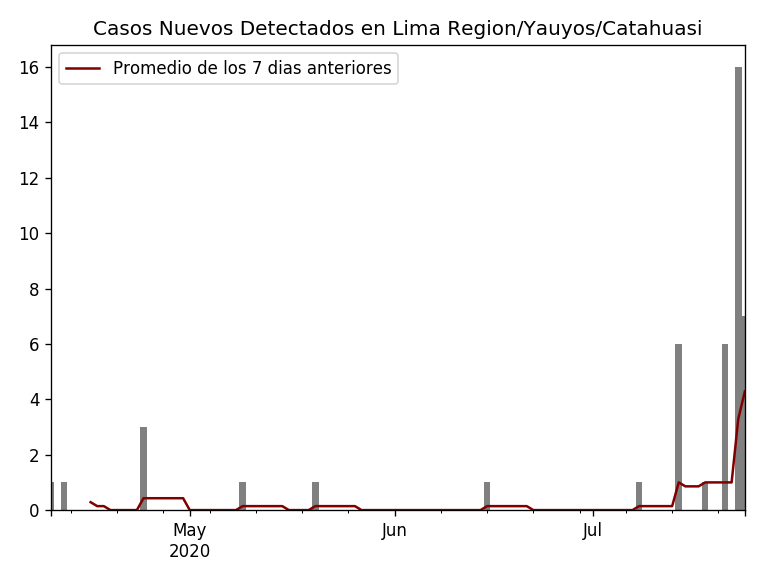 Casos Nuevos Detectados en Lima Region/Yauyos/Catahuasi
Promedio de los 7 dias anteriores
16
14
12
10
8
6
4
2
0
May
2020
Jun
Jul